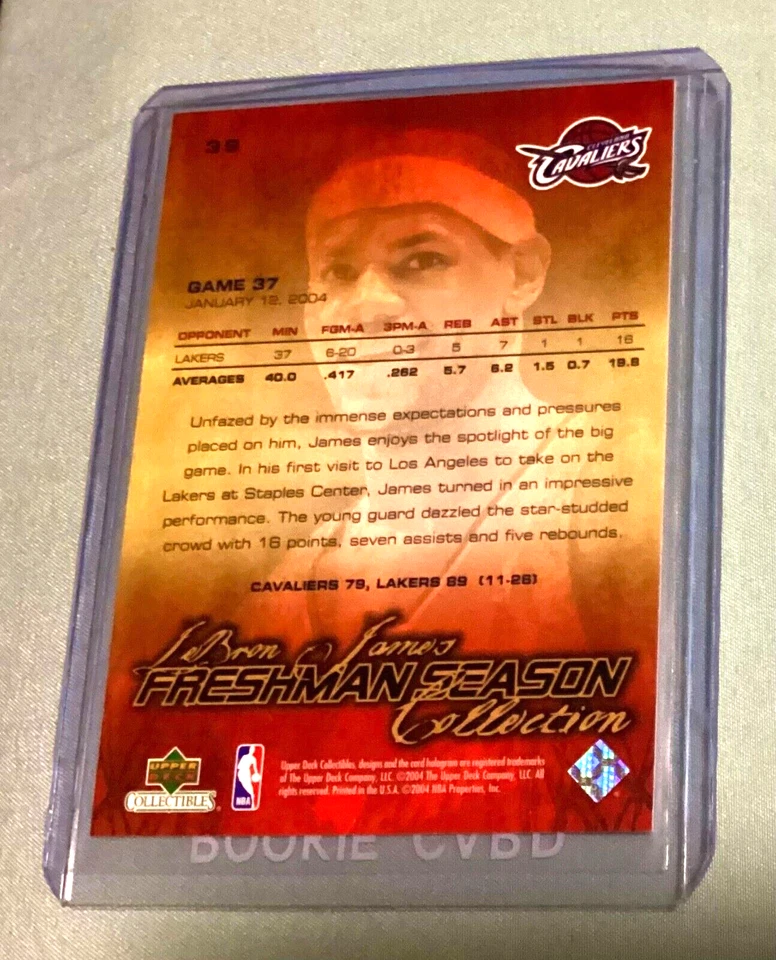 39
CLEVELAND
CAVALIERS
GAME 37
JANUARY 12, 2004
OPPONENT MIN FGM-A 3PM-A REB AST STL BLK PTS
LAKERS 37 6-20 0-3 5 7 1 1 16
AVERAGES 40.0 .417 .262 5.7 6.2 1.5 0.7 19.8
Unfazed by the immense expectations and pressures
placed on him, James enjoys the spotlight of the big
game. In his first visit to Los Angeles to take on the
Lakers at Staples Center, James turned in an impressive
performance. The young guard dazzled the star-studded
crowd with 16 points, seven assists and five rebounds.
CAVALIERS 79, LAKERS 89 (11-26)
LeBron James
FRESHMAN SEASON
Collection
UPPER
DECK
COLLECTIBLES
NBA
Upper Deck Collectibles, designs and the card hologram are registered trademarks
of The Upper Deck Company, LLC. ©2004 The Upper Deck Company, LLC. All
rights reserved. Printed in the U.S.A. ©2004 NBA Properties, Inc.